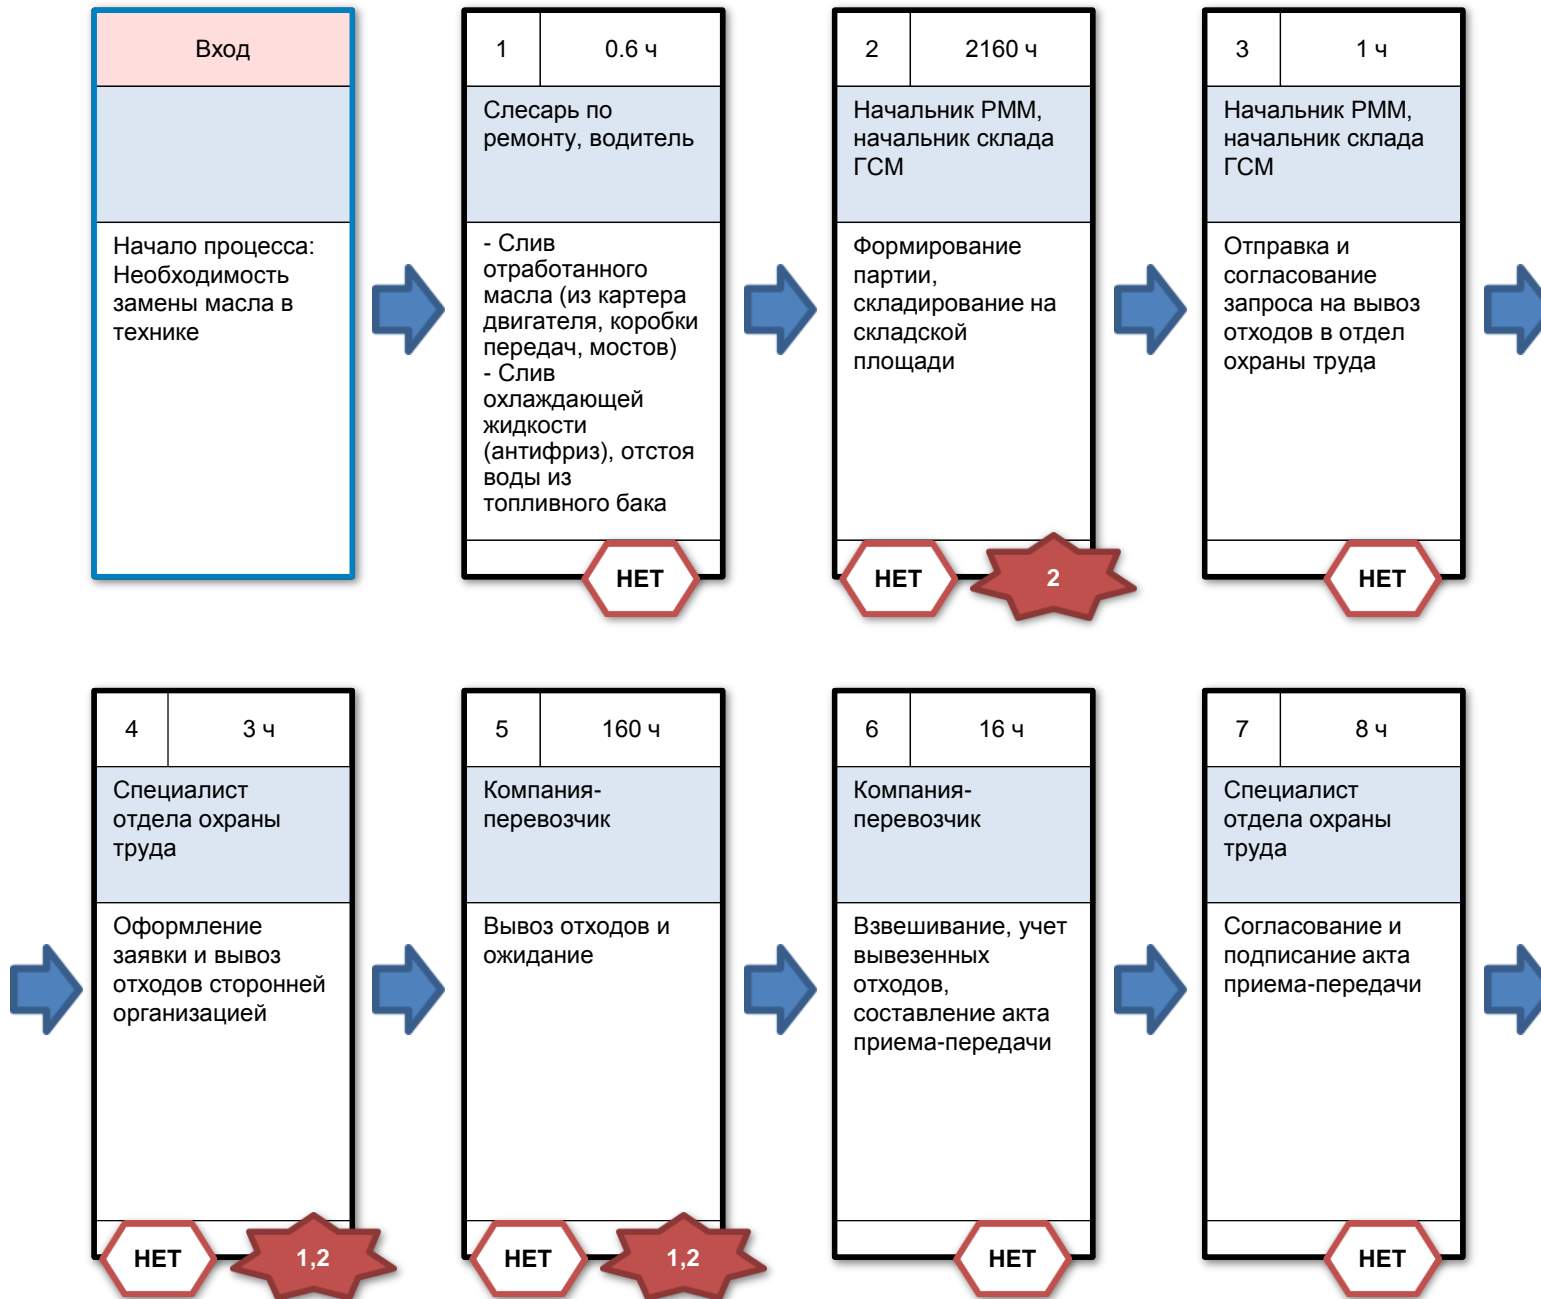 Вход
Начало процесса:
Необходимость
замены масла в
технике
1
0.6 ч
Слесарь по
ремонту, водитель
- Слив
отработанного
масла (из картера
двигателя, коробки
передач, мостов)
- Слив
охлаждающей
жидкости
(антифриз), отстоя
воды из
топливного бака
НЕТ
2
2160 ч
Начальник РММ,
начальник склада
ГСМ
Формирование
партии,
складирование на
складской
площади
НЕТ
2
3
1 ч
Начальник РММ,
начальник склада
ГСМ
Отправка и
согласование
запроса на вывоз
отходов в отдел
охраны труда
НЕТ
4
3 ч
Специалист
отдела охраны
труда
Оформление
заявки и вывоз
отходов сторонней
организацией
НЕТ
1,2
5
160 ч
Компания-
перевозчик
Вывоз отходов и
ожидание
НЕТ
1,2
6
16 ч
Компания-
перевозчик
Взвешивание, учет
вывезенных
отходов,
составление акта
приема-передачи
НЕТ
7
8 ч
Специалист
отдела охраны
труда
Согласование и
подписание акта
приема-передачи
НЕТ